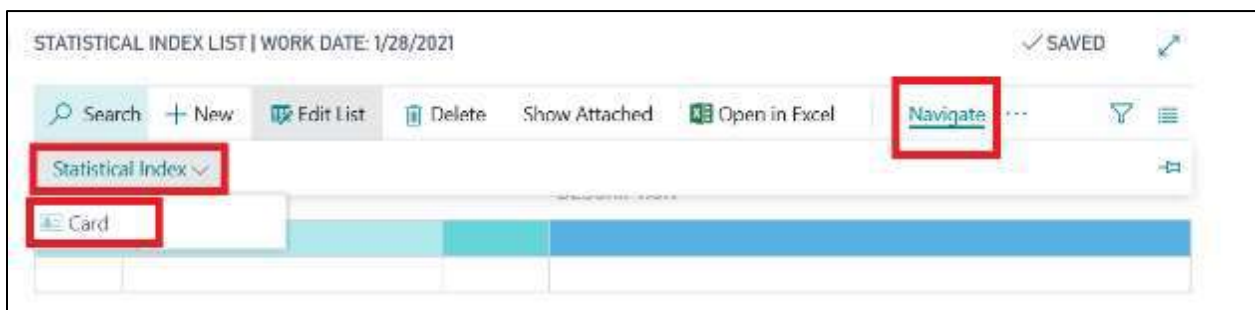 STATISTICAL INDEX LIST | WORK DATE: 1/28/2021 SAVED
Search + New Edit List Delete Show Attached Open in Excel Navigate ....
Statistical Index
DESCRIPTION
Card